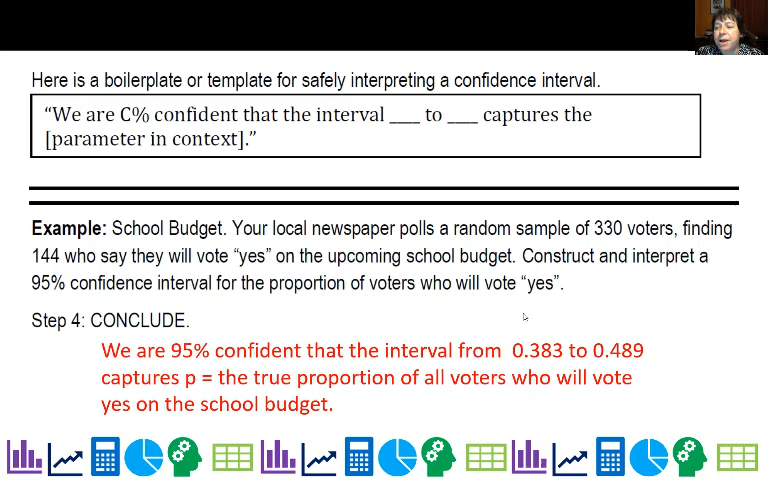 Here is a boilerplate or template for safely interpreting a confidence interval.
“We are C% confident that the interval ____ to ____ captures the
[parameter in context].”
Example: School Budget. Your local newspaper polls a random sample of 330 voters, finding
144 who say they will vote “yes” on the upcoming school budget. Construct and interpret a
95% confidence interval for the proportion of voters who will vote “yes”.
Step 4: CONCLUDE.
We are 95% confident that the interval from 0.383 to 0.489
captures p = the true proportion of all voters who will vote
yes on the school budget.